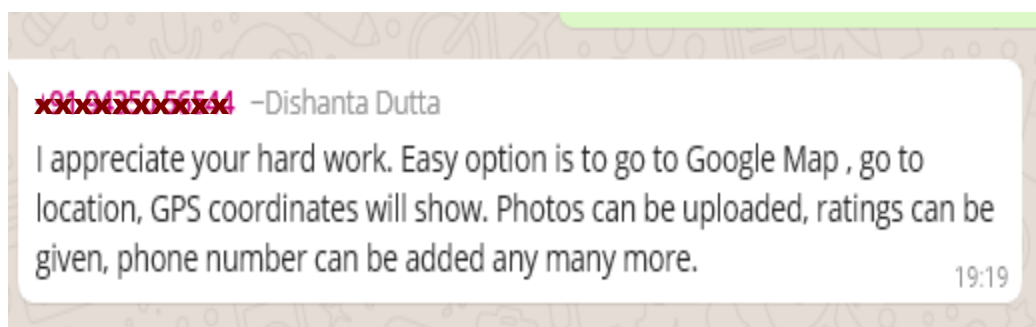 ~Dishanta Dutta
I appreciate your hard work. Easy option is to go to Google Map , go to
location, GPS coordinates will show. Photos can be uploaded, ratings can be
given, phone number can be added any many more.
19:19